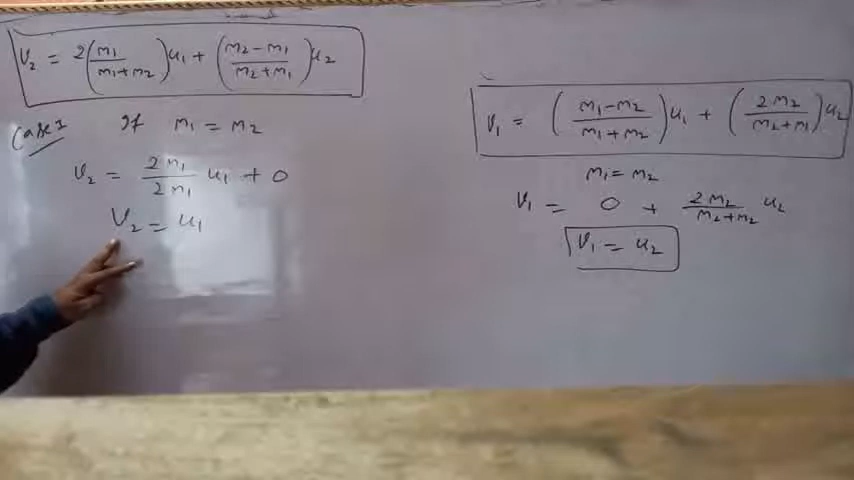 V₂ = 2(m₁/(m₁+m₂))u₁ + ((m₂-m₁)/(m₂+m₁))u₂
Case I If m₁ = m₂
V₂ = 2m₁/2m₁ u₁ + 0
V₂ = u₁
V₁ = ((m₁-m₂)/(m₁+m₂))u₁ + (2m₂/(m₂+m₁))u₂
m₁ = m₂
V₁ = 0 + 2m₂/(m₂+m₂) u₂
V₁ = u₂